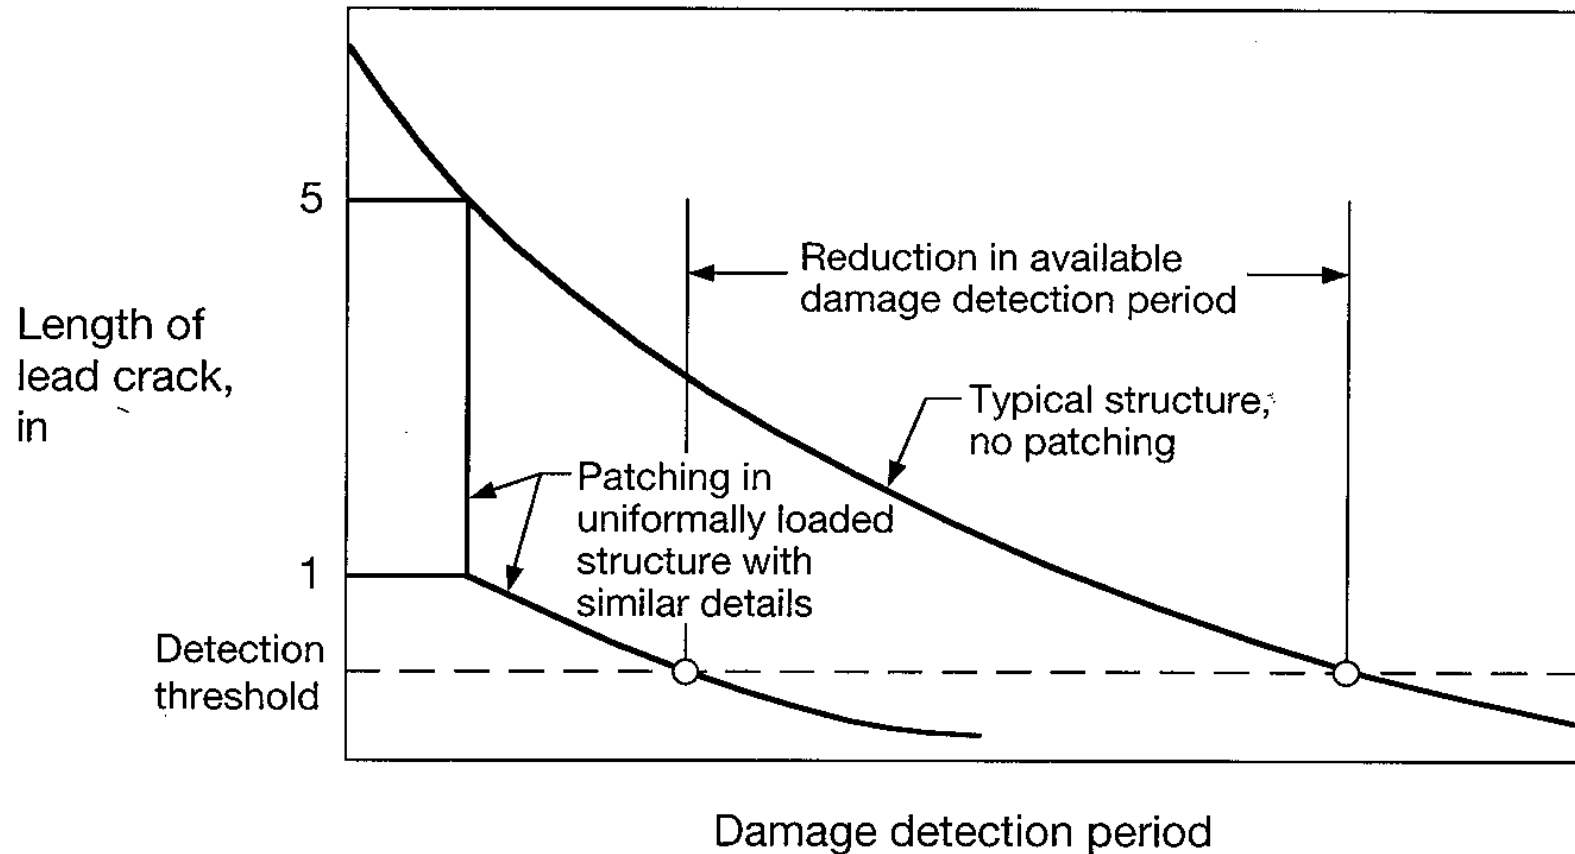 5
Reduction in available
damage detection period
Length of
lead crack,
in
Typical structure,
no patching
Patching in
uniformally loaded
structure with
similar details
1
Detection
threshold
Damage detection period